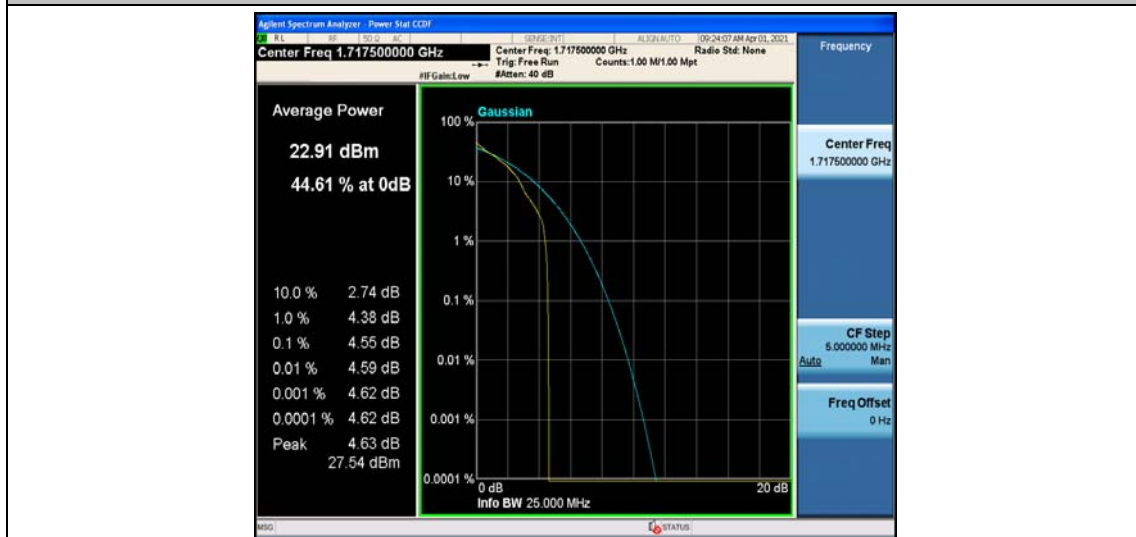 Agilent Spectrum Analyzer - Power Stat CCDF
RL RF 50 Ω AC SENSE:INT ALIGN AUTO 09:24:07 AM Apr 01, 2021
Center Freq 1.717500000 GHz
Center Freq: 1.717500000 GHz Radio Std: None
Trig: Free Run Counts:1.00 M/1.00 Mpt
#IFGain:Low #Atten: 40 dB
Frequency
Average Power
22.91 dBm
44.61 % at 0dB
10.0 % 2.74 dB
1.0 % 4.38 dB
0.1 % 4.55 dB
0.01 % 4.59 dB
0.001 % 4.62 dB
0.0001 % 4.62 dB
Peak 4.63 dB
27.54 dBm
Gaussian
100 %
10 %
1 %
0.1 %
0.01 %
0.001 %
0.0001 %
0 dB 20 dB
Info BW 25.000 MHz
Center Freq
1.717500000 GHz
CF Step
5.000000 MHz
Auto Man
Freq Offset
0 Hz
MSG STATUS